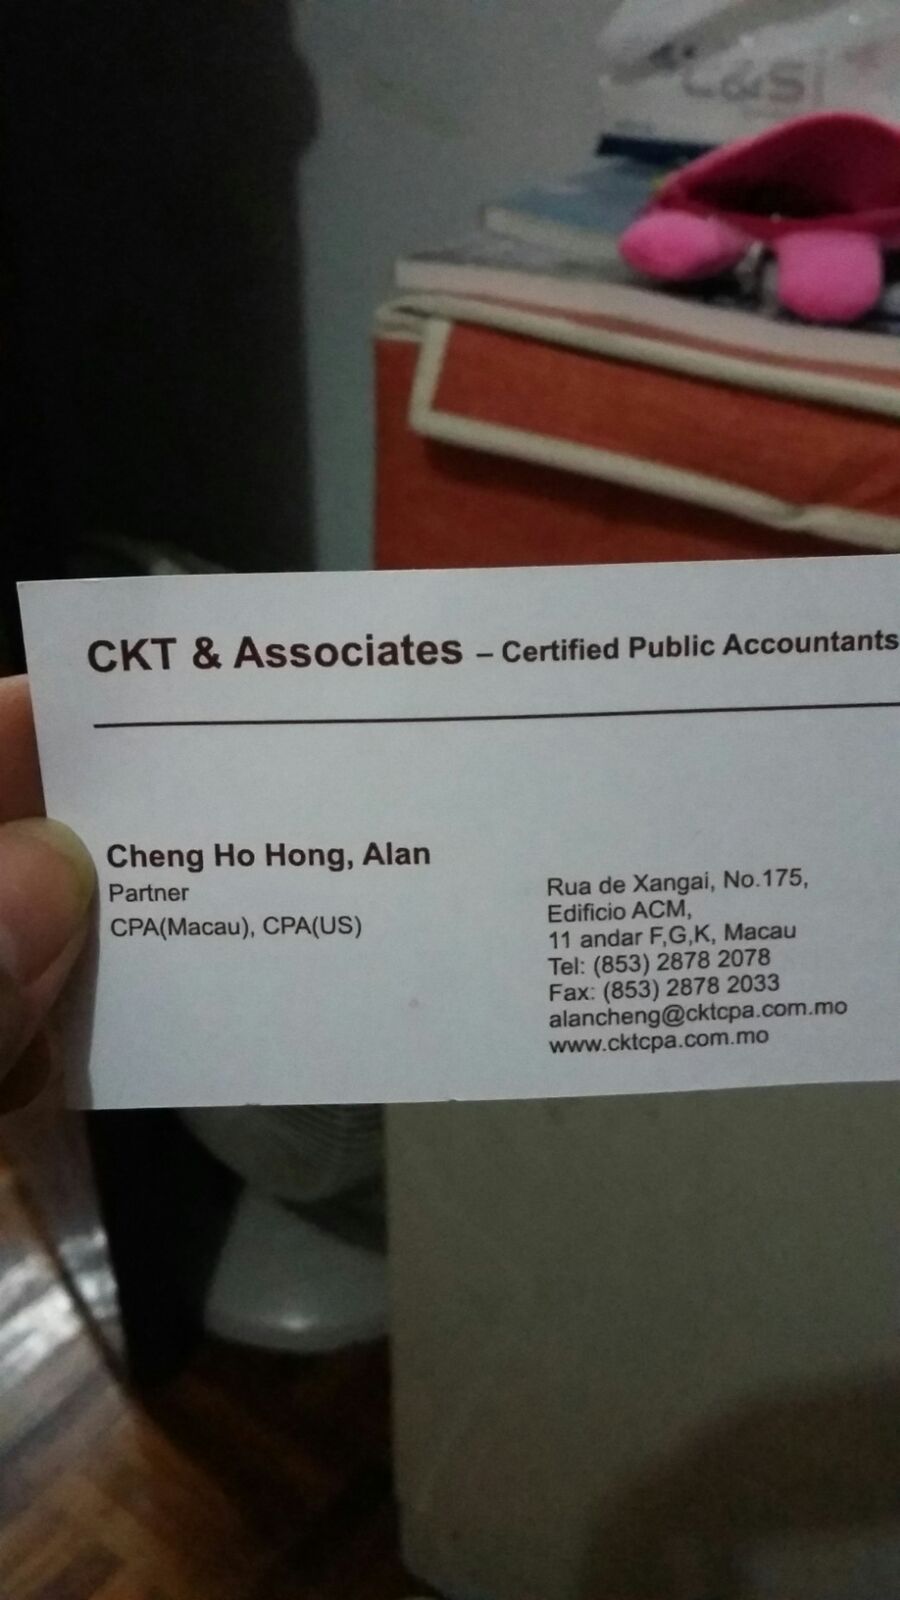 CKT & Associates – Certified Public Accountants
Cheng Ho Hong, Alan
Partner
CPA(Macau), CPA(US)
Rua de Xangai, No.175,
Edificio ACM,
11 andar F,G,K, Macau
Tel: (853) 2878 2078
Fax: (853) 2878 2033
alancheng@cktcpa.com.mo
www.cktcpa.com.mo